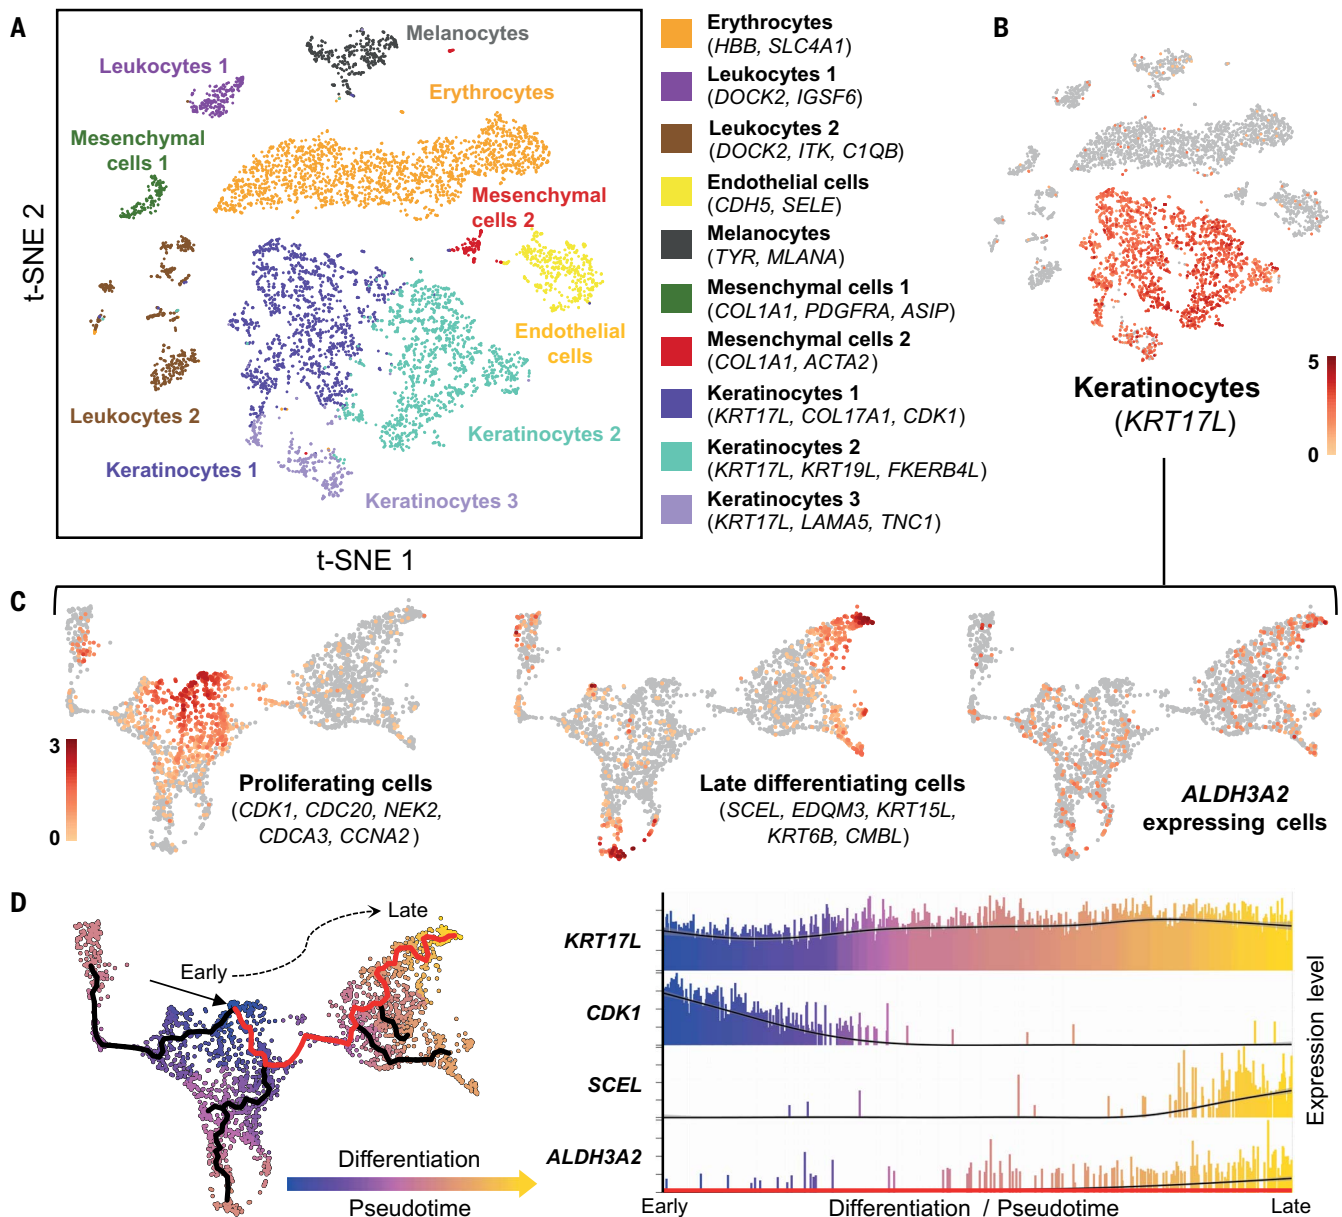 A
t-SNE 2
t-SNE 1
Melanocytes
Leukocytes 1
Erythrocytes
Mesenchymal
cells 1
Mesenchymal
cells 2
Endothelial
cells
Leukocytes 2
Keratinocytes 2
Keratinocytes 1
Keratinocytes 3
Erythrocytes
(HBB, SLC4A1)
Leukocytes 1
(DOCK2, IGSF6)
Leukocytes 2
(DOCK2, ITK, C1QB)
Endothelial cells
(CDH5, SELE)
Melanocytes
(TYR, MLANA)
Mesenchymal cells 1
(COL1A1, PDGFRA, ASIP)
Mesenchymal cells 2
(COL1A1, ACTA2)
Keratinocytes 1
(KRT17L, COL17A1, CDK1)
Keratinocytes 2
(KRT17L, KRT19L, FKERB4L)
Keratinocytes 3
(KRT17L, LAMA5, TNC1)
B
5
0
Keratinocytes
(KRT17L)
C
3
0
Proliferating cells
(CDK1, CDC20, NEK2,
CDCA3, CCNA2)
Late differentiating cells
(SCEL, EDQM3, KRT15L,
KRT6B, CMBL)
ALDH3A2
expressing cells
D
Early
Late
Differentiation
Pseudotime
KRT17L
CDK1
SCEL
ALDH3A2
Expression level
Early
Differentiation / Pseudotime
Late